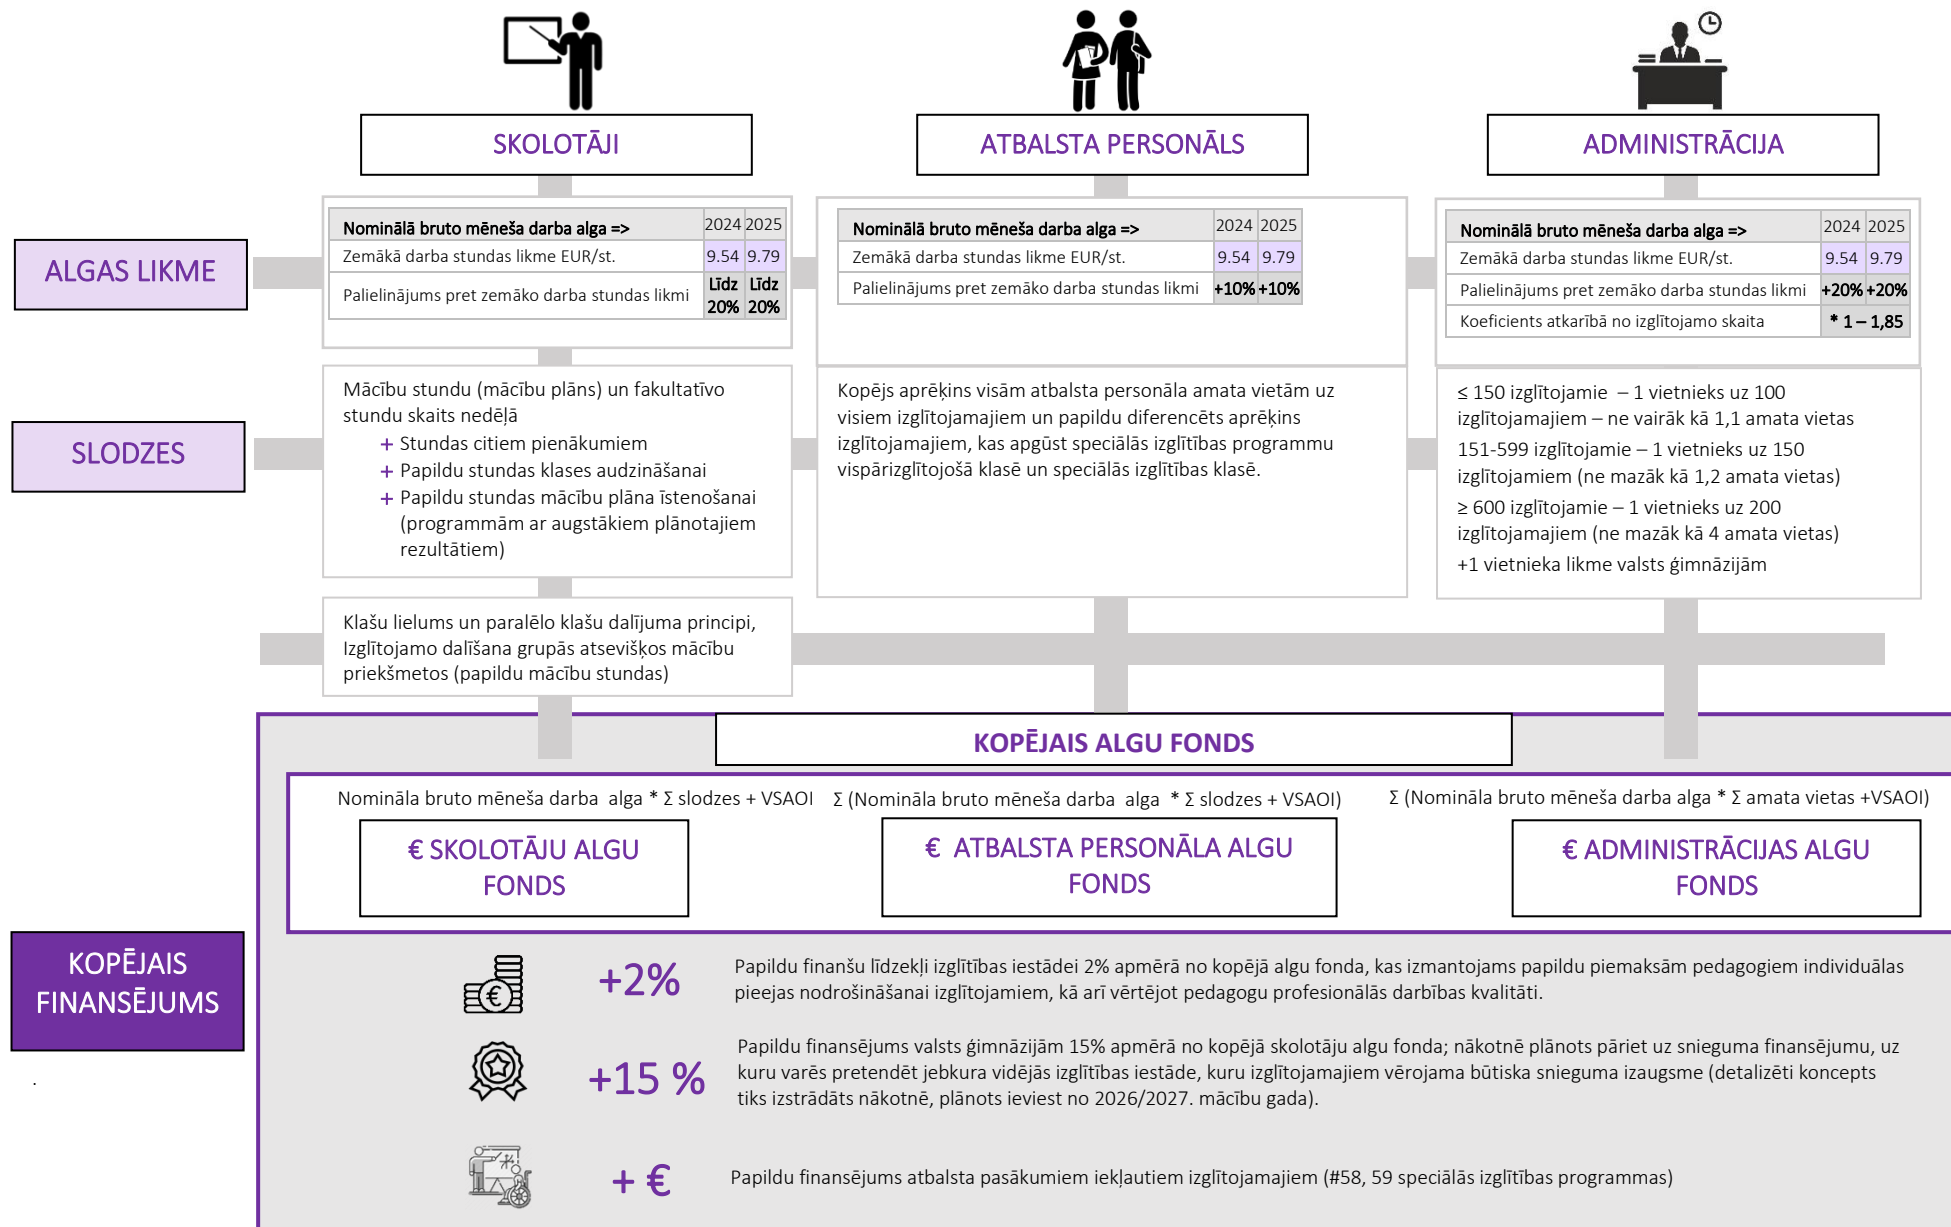 SKOLOTĀJI
ATBALSTA PERSONĀLS
ADMINISTRĀCIJA
ALGAS LIKME
Nominālā bruto mēneša darba alga => 2024 2025
Zemākā darba stundas likme EUR/st. 9.54 9.79
Palielinājums pret zemāko darba stundas likmi Līdz 20% Līdz 20%
Nominālā bruto mēneša darba alga => 2024 2025
Zemākā darba stundas likme EUR/st. 9.54 9.79
Palielinājums pret zemāko darba stundas likmi +10% +10%
Nominālā bruto mēneša darba alga => 2024 2025
Zemākā darba stundas likme EUR/st. 9.54 9.79
Palielinājums pret zemāko darba stundas likmi +20% +20%
Koeficients atkarībā no izglītojamo skaita * 1 – 1,85
SLODZES
Mācību stundu (mācību plāns) un fakultatīvo
stundu skaits nedēļā
+ Stundas citiem pienākumiem
+ Papildu stundas klases audzināšanai
+ Papildu stundas mācību plāna īstenošanai
(programmām ar augstākiem plānotajiem
rezultātiem)
Kopējs aprēķins visām atbalsta personāla amata vietām uz
visiem izglītojamajiem un papildu diferencēts aprēķins
izglītojamajiem, kas apgūst speciālās izglītības programmu
vispārizglītojošā klasē un speciālās izglītības klasē.
≤ 150 izglītojamie – 1 vietnieks uz 100
izglītojamajiem – ne vairāk kā 1,1 amata vietas
151-599 izglītojamie – 1 vietnieks uz 150
izglītojamiem (ne mazāk kā 1,2 amata vietas)
≥ 600 izglītojamie – 1 vietnieks uz 200
izglītojamajiem (ne mazāk kā 4 amata vietas)
+1 vietnieka likme valsts ģimnāzijām
Klašu lielums un paralēlo klašu dalījuma principi,
Izglītojamo dalīšana grupās atsevišķos mācību
priekšmetos (papildu mācību stundas)
KOPĒJAIS ALGU FONDS
Nomināla bruto mēneša darba alga * Σ slodzes + VSAOI
Σ (Nomināla bruto mēneša darba alga * Σ slodzes + VSAOI)
Σ (Nomināla bruto mēneša darba alga * Σ amata vietas +VSAOI)
€ SKOLOTĀJU ALGU
FONDS
€ ATBALSTA PERSONĀLA ALGU
FONDS
€ ADMINISTRĀCIJAS ALGU
FONDS
KOPĒJAIS
FINANSĒJUMS
.
+2%
Papildu finanšu līdzekļi izglītības iestādei 2% apmērā no kopējā algu fonda, kas izmantojams papildu piemaksām pedagogiem individuālas
pieejas nodrošināšanai izglītojamiem, kā arī vērtējot pedagogu profesionālās darbības kvalitāti.
+15 %
Papildu finansējums valsts ģimnāzijām 15% apmērā no kopējā skolotāju algu fonda; nākotnē plānots pāriet uz snieguma finansējumu, uz
kuru varēs pretendēt jebkura vidējās izglītības iestāde, kuru izglītojamajiem vērojama būtiska snieguma izaugsme (detalizēti koncepts
tiks izstrādāts nākotnē, plānots ieviest no 2026/2027. mācību gada).
+ €
Papildu finansējums atbalsta pasākumiem iekļautiem izglītojamajiem (#58, 59 speciālās izglītības programmas)